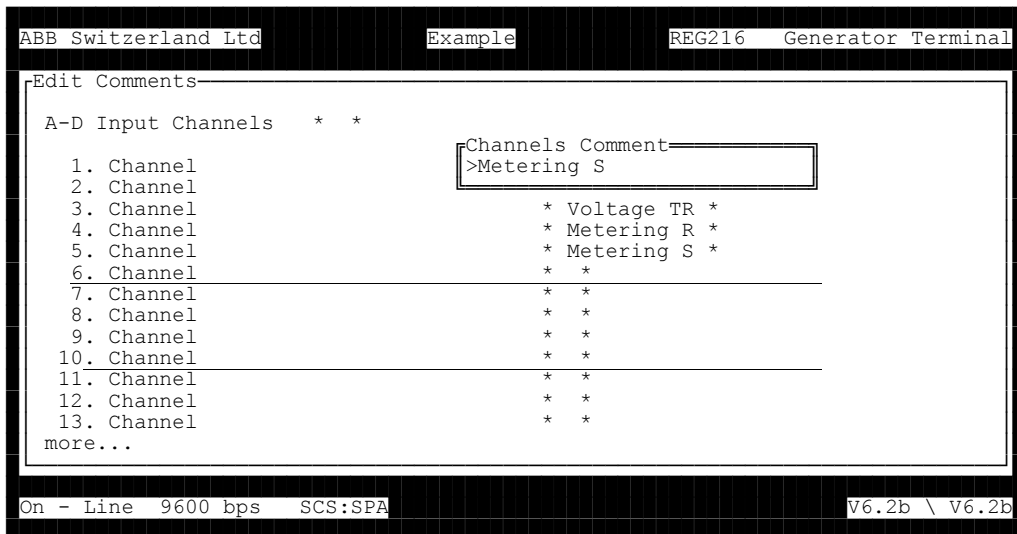 ABB Switzerland Ltd Example REG216 Generator Terminal
Edit Comments
A-D Input Channels * *
Channels Comment
1. Channel >Metering S
2. Channel
3. Channel * Voltage TR *
4. Channel * Metering R *
5. Channel * Metering S *
6. Channel * *
7. Channel * *
8. Channel * *
9. Channel * *
10. Channel * *
11. Channel * *
12. Channel * *
13. Channel * *
more...
On - Line 9600 bps SCS:SPA V6.2b \ V6.2b